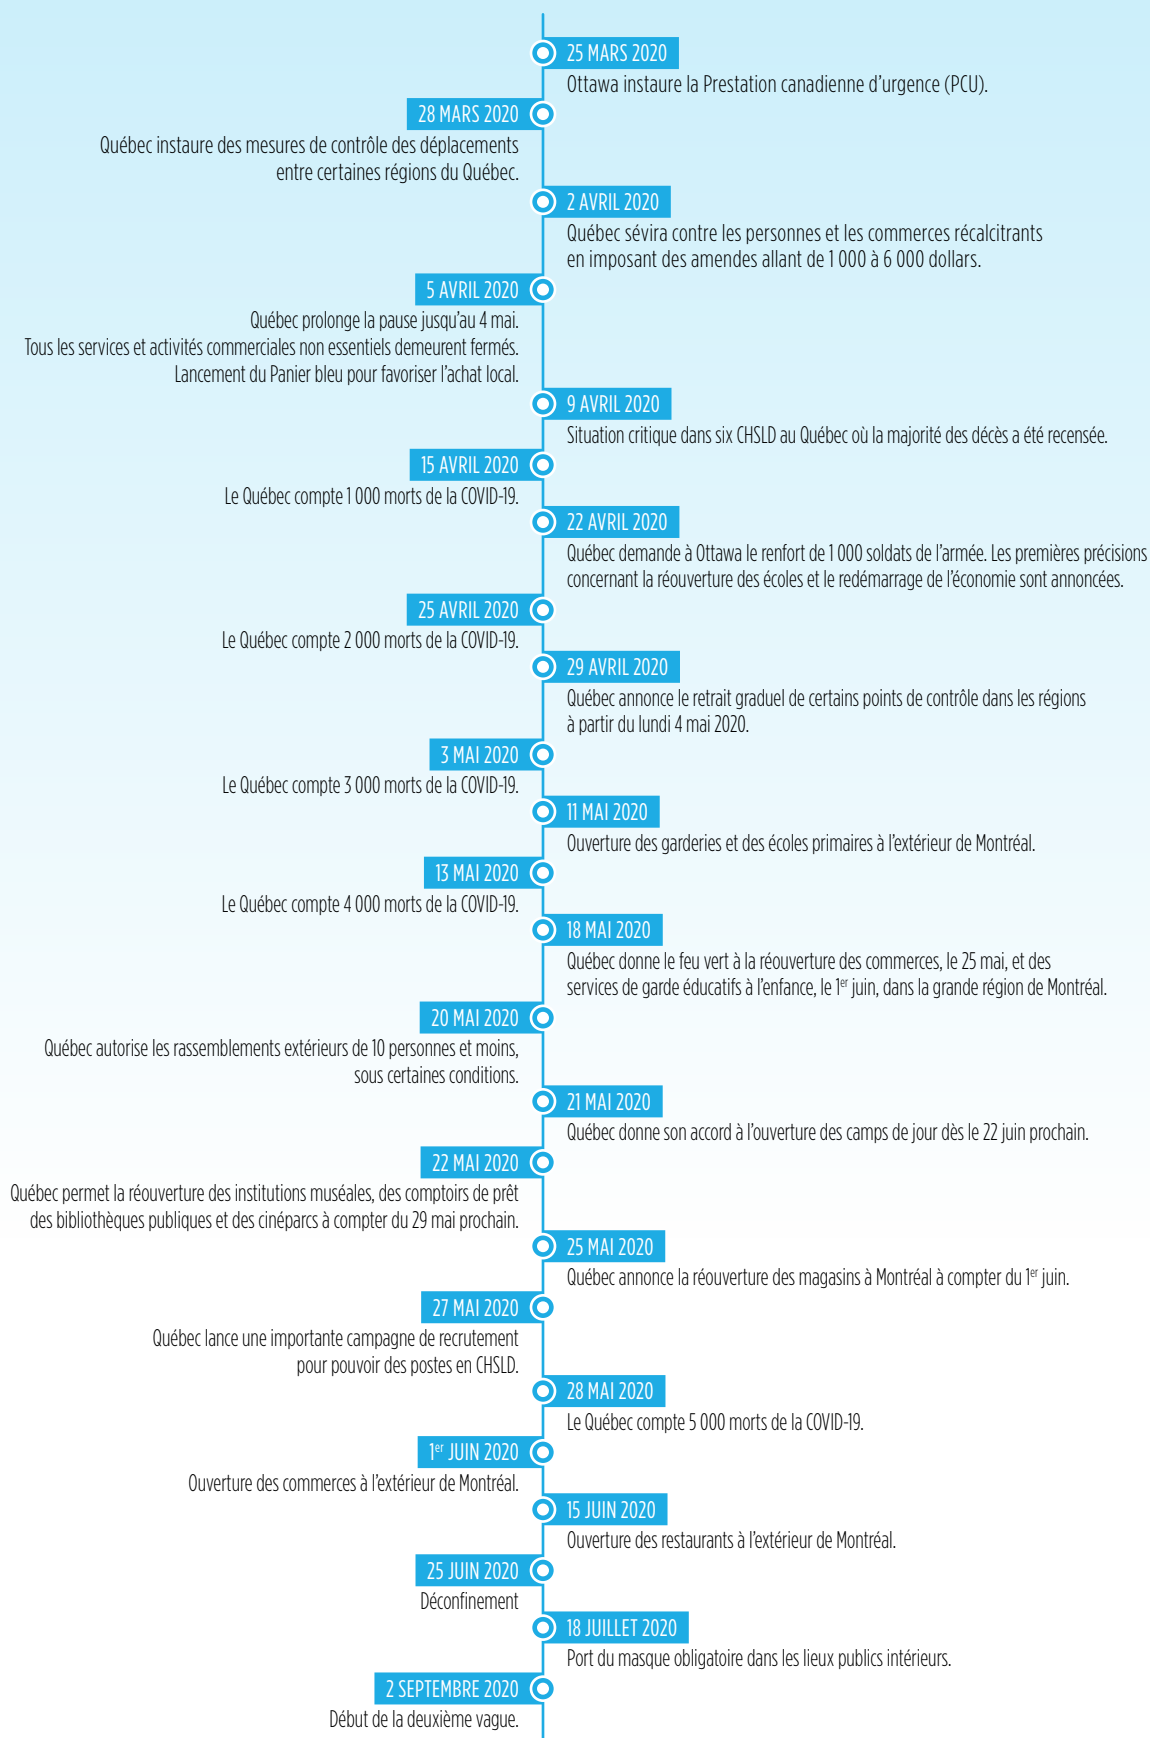 25 MARS 2020
Ottawa instaure la Prestation canadienne d’urgence (PCU).
28 MARS 2020
Québec instaure des mesures de contrôle des déplacements
entre certaines régions du Québec.
2 AVRIL 2020
Québec sévira contre les personnes et les commerces récalcitrants
en imposant des amendes allant de 1 000 à 6 000 dollars.
5 AVRIL 2020
Québec prolonge la pause jusqu’au 4 mai.
Tous les services et activités commerciales non essentiels demeurent fermés.
Lancement du Panier bleu pour favoriser l’achat local.
9 AVRIL 2020
Situation critique dans six CHSLD au Québec où la majorité des décès a été recensée.
15 AVRIL 2020
Le Québec compte 1 000 morts de la COVID-19.
22 AVRIL 2020
Québec demande à Ottawa le renfort de 1 000 soldats de l’armée. Les premières précisions
concernant la réouverture des écoles et le redémarrage de l’économie sont annoncées.
25 AVRIL 2020
Le Québec compte 2 000 morts de la COVID-19.
29 AVRIL 2020
Québec annonce le retrait graduel de certains points de contrôle dans les régions
à partir du lundi 4 mai 2020.
3 MAI 2020
Le Québec compte 3 000 morts de la COVID-19.
11 MAI 2020
Ouverture des garderies et des écoles primaires à l’extérieur de Montréal.
13 MAI 2020
Le Québec compte 4 000 morts de la COVID-19.
18 MAI 2020
Québec donne le feu vert à la réouverture des commerces, le 25 mai, et des
services de garde éducatifs à l’enfance, le 1er juin, dans la grande région de Montréal.
20 MAI 2020
Québec autorise les rassemblements extérieurs de 10 personnes et moins,
sous certaines conditions.
21 MAI 2020
Québec donne son accord à l’ouverture des camps de jour dès le 22 juin prochain.
22 MAI 2020
Québec permet la réouverture des institutions muséales, des comptoirs de prêt
des bibliothèques publiques et des cinéparcs à compter du 29 mai prochain.
25 MAI 2020
Québec annonce la réouverture des magasins à Montréal à compter du 1er juin.
27 MAI 2020
Québec lance une importante campagne de recrutement
pour pouvoir des postes en CHSLD.
28 MAI 2020
Le Québec compte 5 000 morts de la COVID-19.
1er JUIN 2020
Ouverture des commerces à l’extérieur de Montréal.
15 JUIN 2020
Ouverture des restaurants à l’extérieur de Montréal.
25 JUIN 2020
Déconfinement
18 JUILLET 2020
Port du masque obligatoire dans les lieux publics intérieurs.
2 SEPTEMBRE 2020
Début de la deuxième vague.